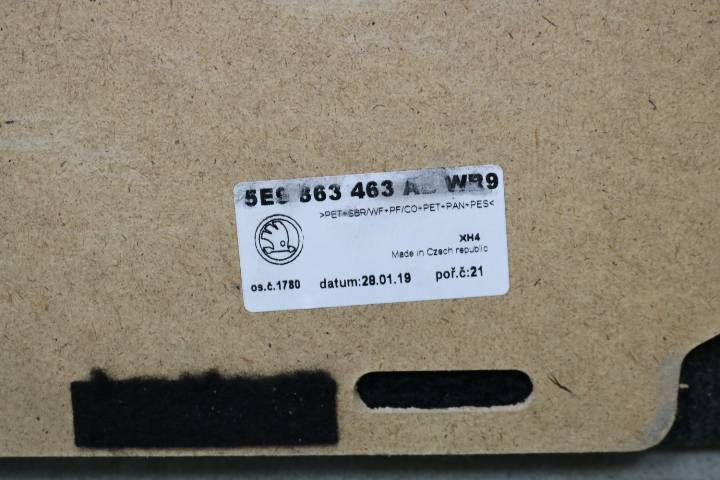 5E9 863 463 WR9
>PET+SBR/WF+PF/CO+PET+PAN+PES<
XH4
Made in Czech republic
os.č.1780 datum:28.01.19 poř.č:21